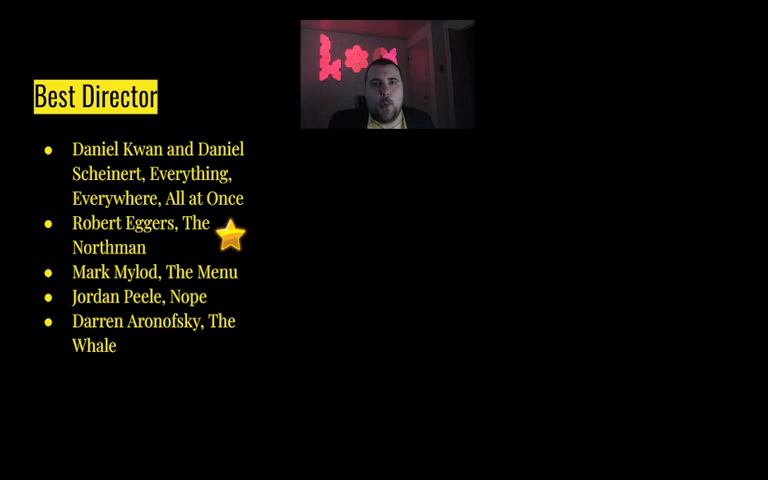 Best Director
● Daniel Kwan and Daniel
Scheinert, Everything,
Everywhere, All at Once
● Robert Eggers, The
Northman
● Mark Mylod, The Menu
● Jordan Peele, Nope
● Darren Aronofsky, The
Whale